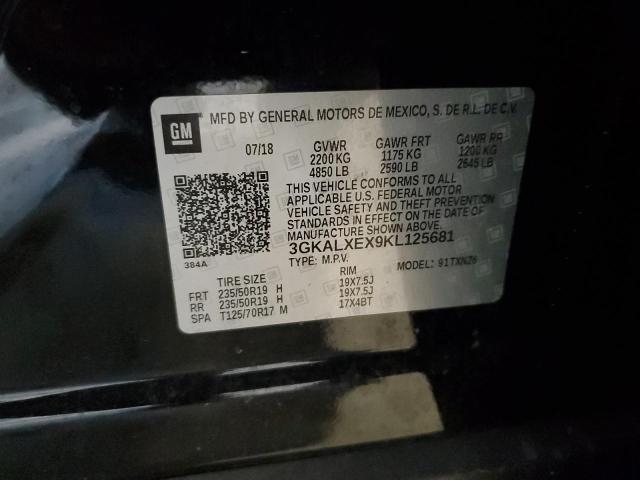 GM
MFD BY GENERAL MOTORS DE MEXICO, S. DE R.L. DE C.V.
07/18 GVWR GAWR FRT GAWR RR
2200 KG 1175 KG 1200 KG
4850 LB 2590 LB 2645 LB
THIS VEHICLE CONFORMS TO ALL
APPLICABLE U.S. FEDERAL MOTOR
VEHICLE SAFETY AND THEFT PREVENTION
STANDARDS IN EFFECT ON THE DATE OF
MANUFACTURE SHOWN ABOVE.
3GKALXEX9KL125681
384A
TYPE: M.P.V. MODEL: 91TXN26
TIRE SIZE RIM
FRT 235/50R19 H 19X7.5J
RR 235/50R19 H 19X7.5J
SPA T125/70R17 M 17X4BT